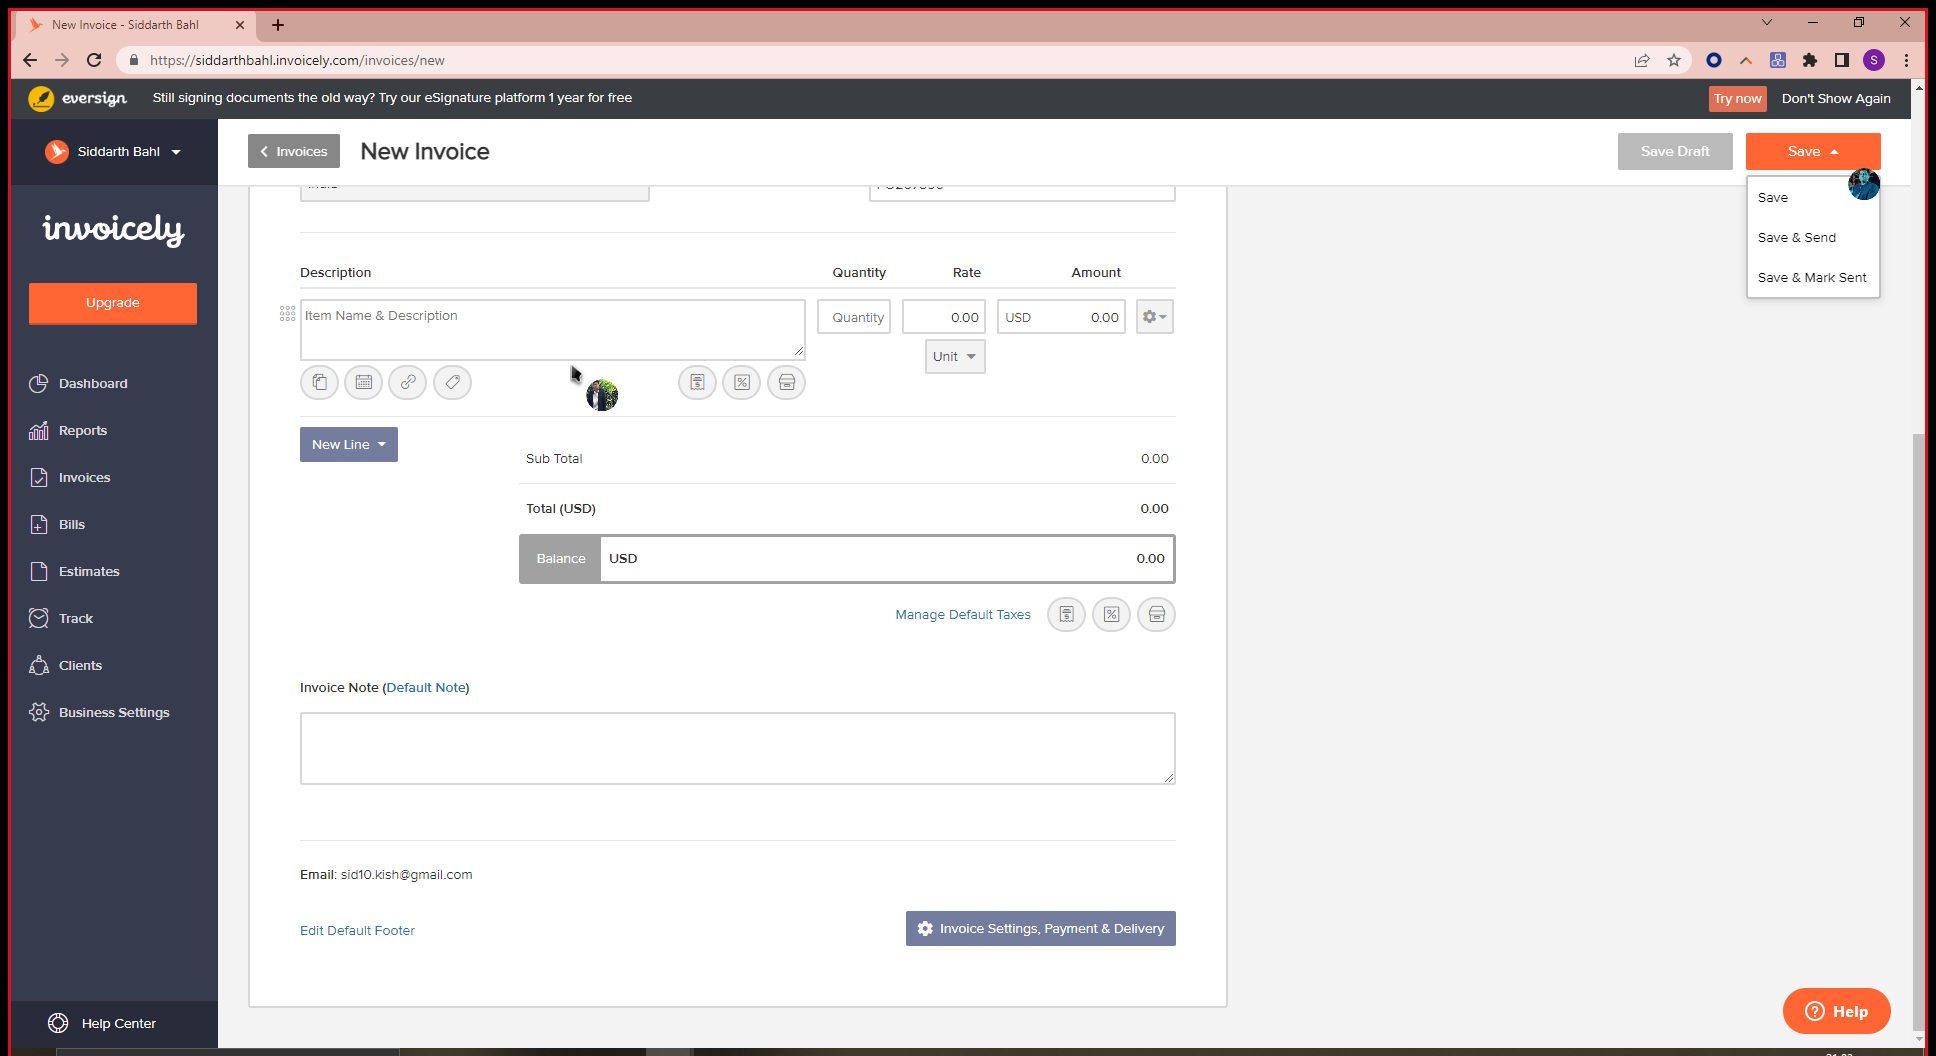 New Invoice - Siddarth Bahl
https://siddarthbahl.invoicely.com/invoices/new
S
eversign
Still signing documents the old way? Try our eSignature platform 1 year for free
Try now
Don't Show Again
Siddarth Bahl
Invoices
New Invoice
Save Draft
Save
Save
Save & Send
Save & Mark Sent
invoicely
Upgrade
Dashboard
Reports
Invoices
Bills
Estimates
Track
Clients
Business Settings
Help Center
Description
Quantity
Rate
Amount
Item Name & Description
Quantity
0.00
USD
0.00
Unit
New Line
Sub Total
0.00
Total (USD)
0.00
Balance
USD
0.00
Manage Default Taxes
Invoice Note (Default Note)
Email: sid10.kish@gmail.com
Edit Default Footer
Invoice Settings, Payment & Delivery
Help